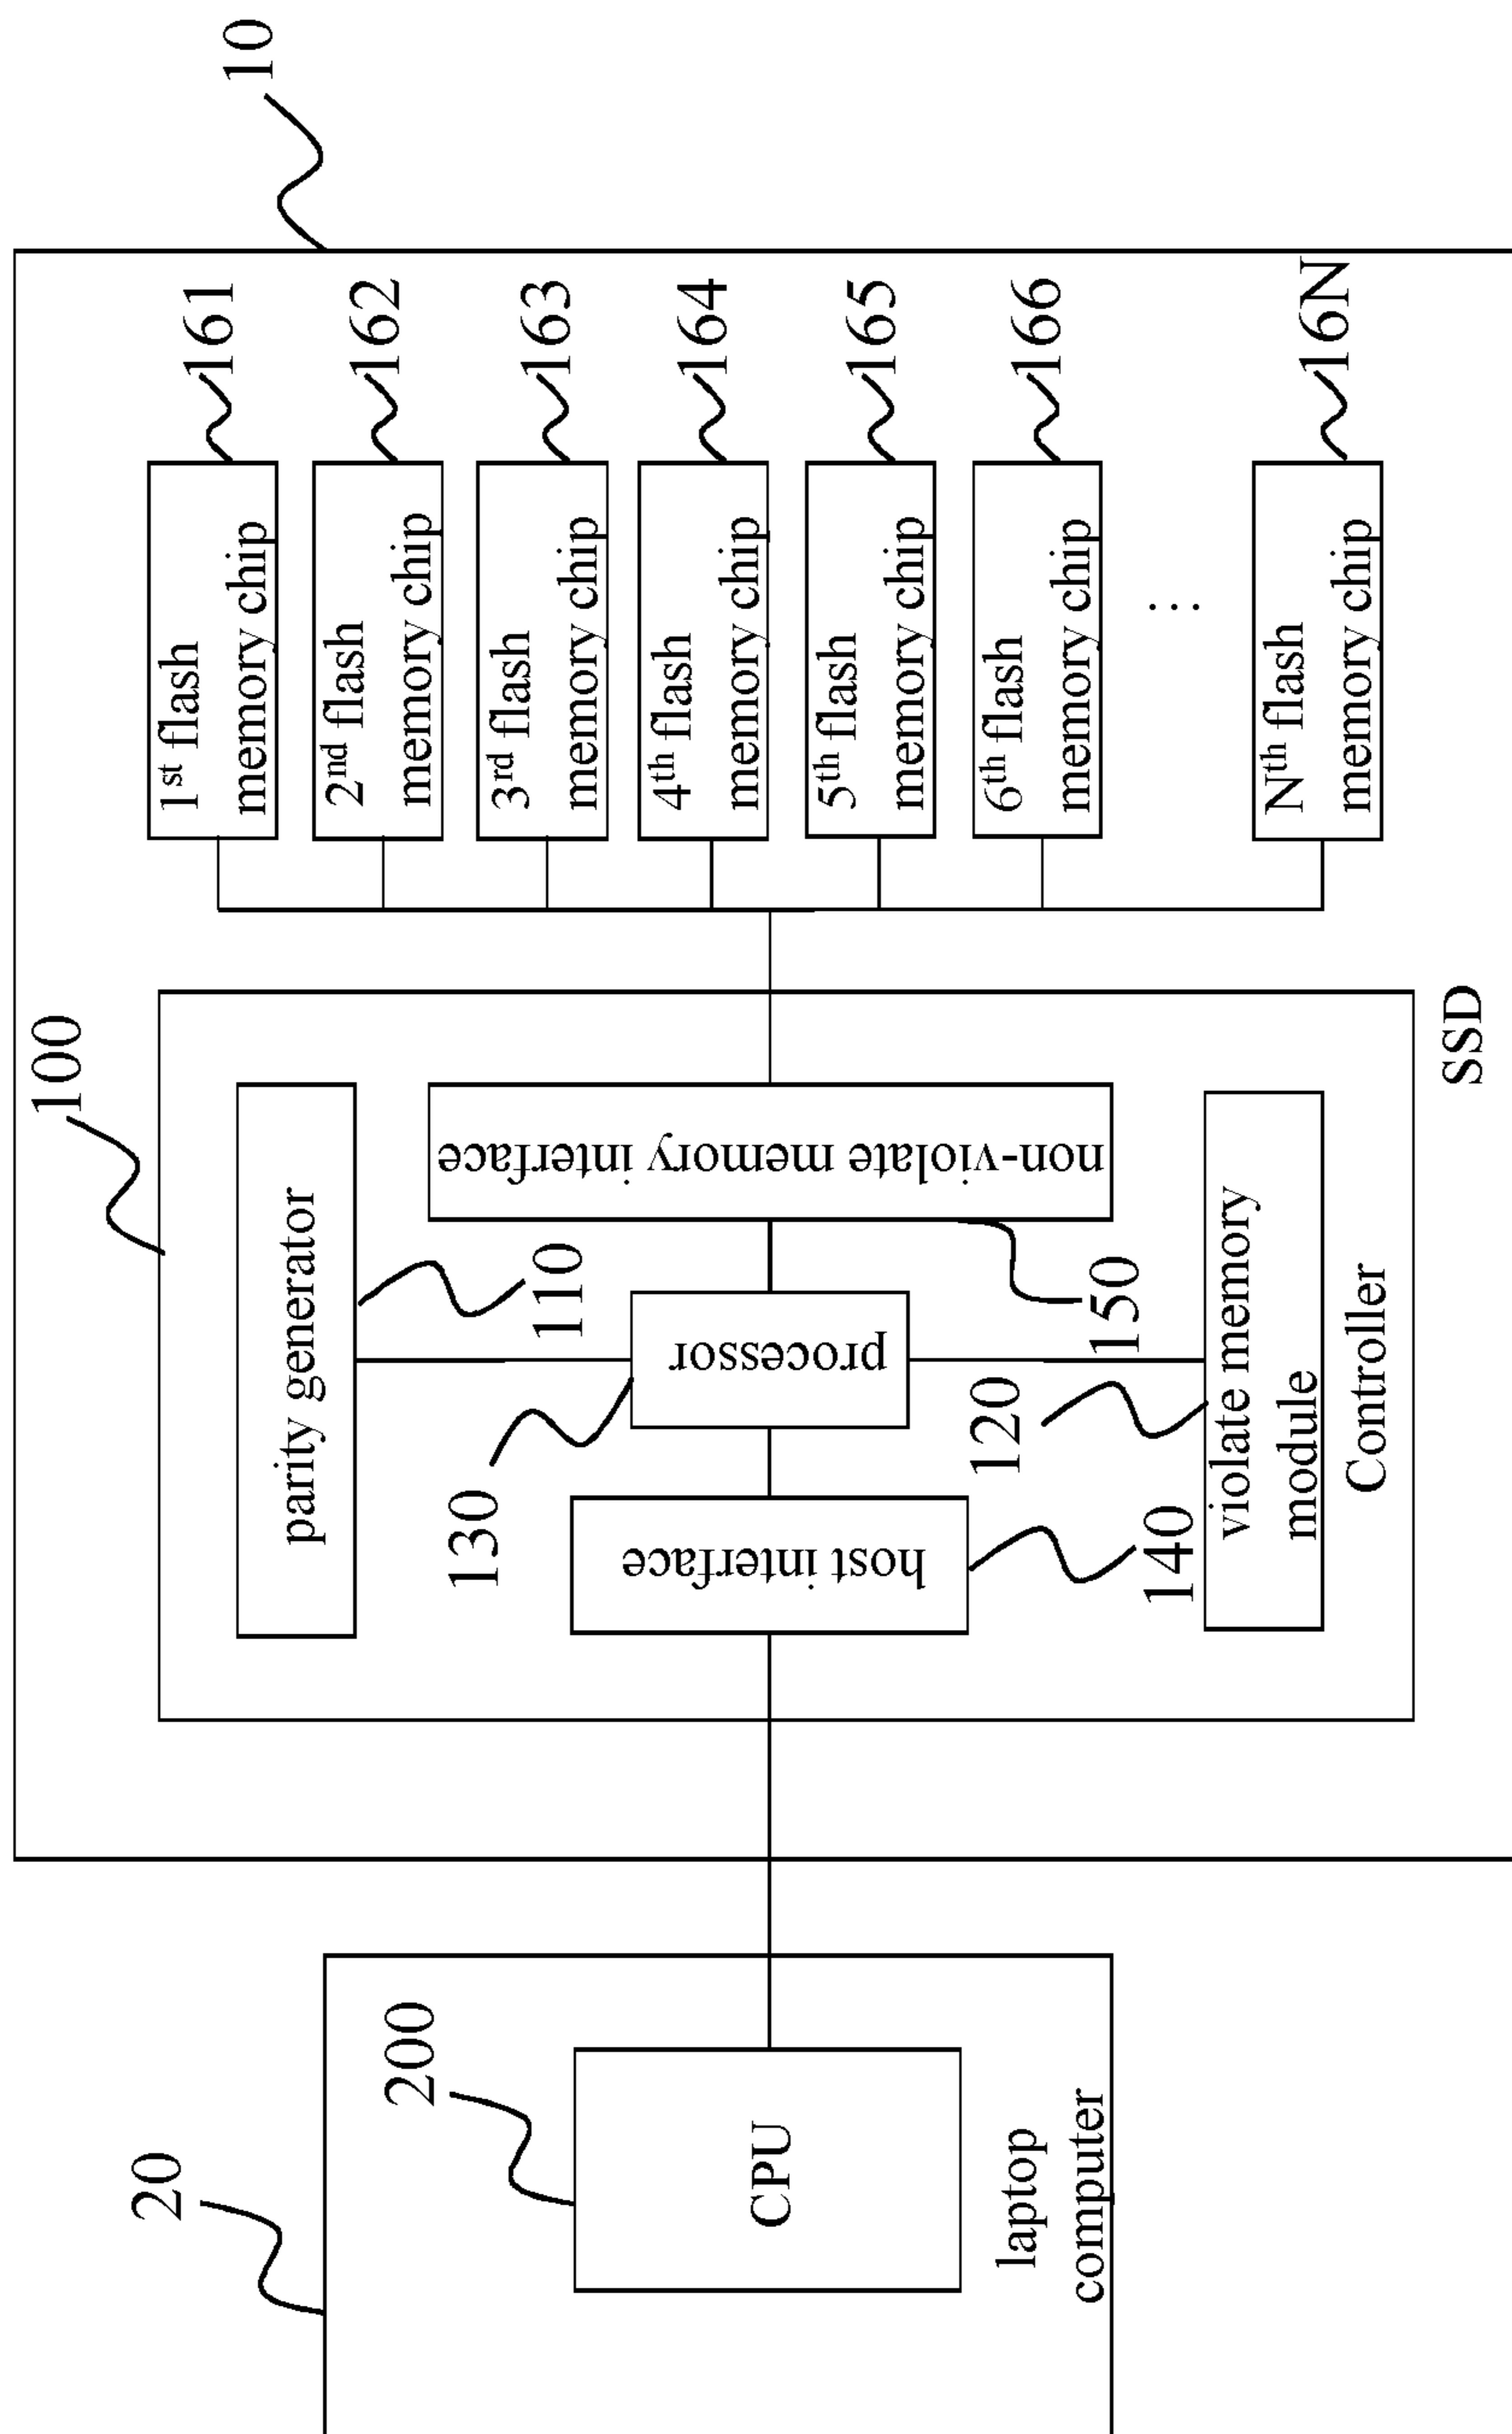 20
200
CPU
laptop
computer
10
100
parity generator
110
130
processor
host interface
140
non-violate memory interface
150
120
violate memory
module
Controller
SSD
1st flash
memory chip
161
2nd flash
memory chip
162
3rd flash
memory chip
163
4th flash
memory chip
164
5th flash
memory chip
165
6th flash
memory chip
166
...
Nth flash
memory chip
16N